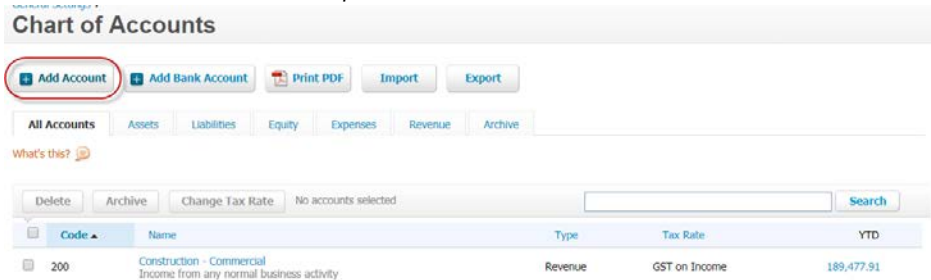 General Settings ›
Chart of Accounts
Add Account Add Bank Account Print PDF Import Export
All Accounts Assets Liabilities Equity Expenses Revenue Archive
What's this?
Delete Archive Change Tax Rate No accounts selected Search
Code Name Type Tax Rate YTD
200 Construction - Commercial Revenue GST on Income 189,477.91
Income from any normal business activity